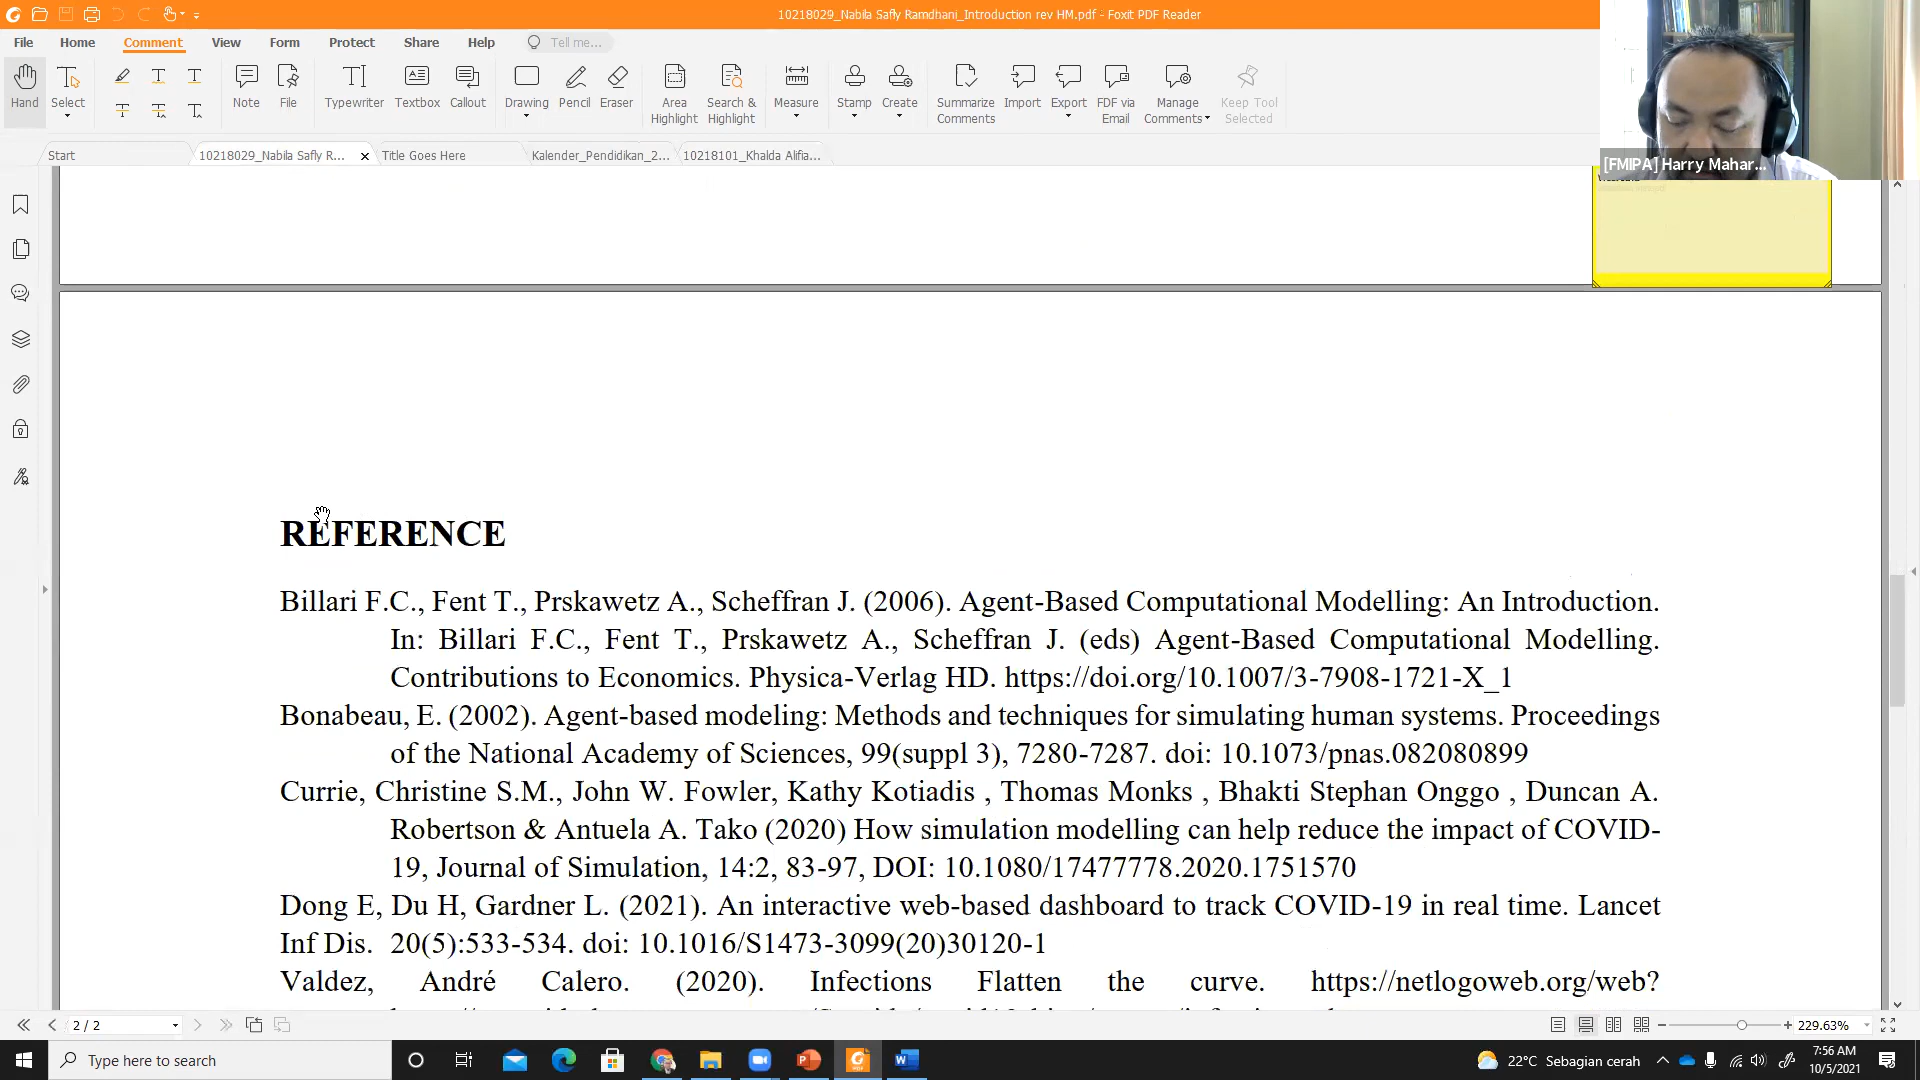 10218029_Nabila Safly Ramdhani_Introduction rev HM.pdf - Foxit PDF Reader
File Home Comment View Form Protect Share Help Tell me...
Hand Select Note File Typewriter Textbox Callout Drawing Pencil Eraser Area Highlight Search & Highlight Measure Stamp Create Summarize Comments Import Export FDF via Email Manage Comments Keep Tool Selected
[FMIPA] Harry Mahar...
Start 10218029_Nabila Safly R... Title Goes Here Kalender_Pendidikan_2... 10218101_Khalda Alifia...
REFERENCE
Billari F.C., Fent T., Prskawetz A., Scheffran J. (2006). Agent-Based Computational Modelling: An Introduction.
In: Billari F.C., Fent T., Prskawetz A., Scheffran J. (eds) Agent-Based Computational Modelling.
Contributions to Economics. Physica-Verlag HD. https://doi.org/10.1007/3-7908-1721-X_1
Bonabeau, E. (2002). Agent-based modeling: Methods and techniques for simulating human systems. Proceedings
of the National Academy of Sciences, 99(suppl 3), 7280-7287. doi: 10.1073/pnas.082080899
Currie, Christine S.M., John W. Fowler, Kathy Kotiadis , Thomas Monks , Bhakti Stephan Onggo , Duncan A.
Robertson & Antuela A. Tako (2020) How simulation modelling can help reduce the impact of COVID-
19, Journal of Simulation, 14:2, 83-97, DOI: 10.1080/17477778.2020.1751570
Dong E, Du H, Gardner L. (2021). An interactive web-based dashboard to track COVID-19 in real time. Lancet
Inf Dis. 20(5):533-534. doi: 10.1016/S1473-3099(20)30120-1
Valdez, André Calero. (2020). Infections Flatten the curve. https://netlogoweb.org/web?
2 / 2
229.63%
Type here to search
22°C Sebagian cerah
7:56 AM
10/5/2021